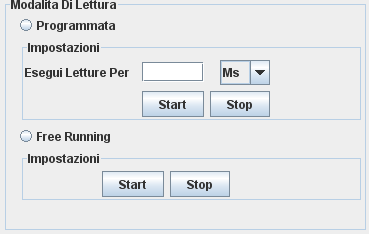 Modalita Di Lettura
Programmata
Impostazioni
Esegui Letture Per Ms
Start Stop
Free Running
Impostazioni
Start Stop